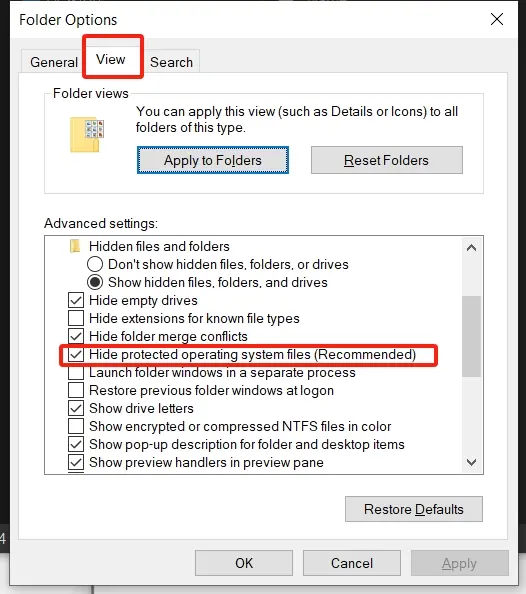 Folder Options
General
View
Search
Folder views
You can apply this view (such as Details or Icons) to all
folders of this type.
Apply to Folders
Reset Folders
Advanced settings:
Hidden files and folders
Don't show hidden files, folders, or drives
Show hidden files, folders, and drives
Hide empty drives
Hide extensions for known file types
Hide folder merge conflicts
Hide protected operating system files (Recommended)
Launch folder windows in a separate process
Restore previous folder windows at logon
Show drive letters
Show encrypted or compressed NTFS files in color
Show pop-up description for folder and desktop items
Show preview handlers in preview pane
Restore Defaults
4
OK
Cancel
Apply